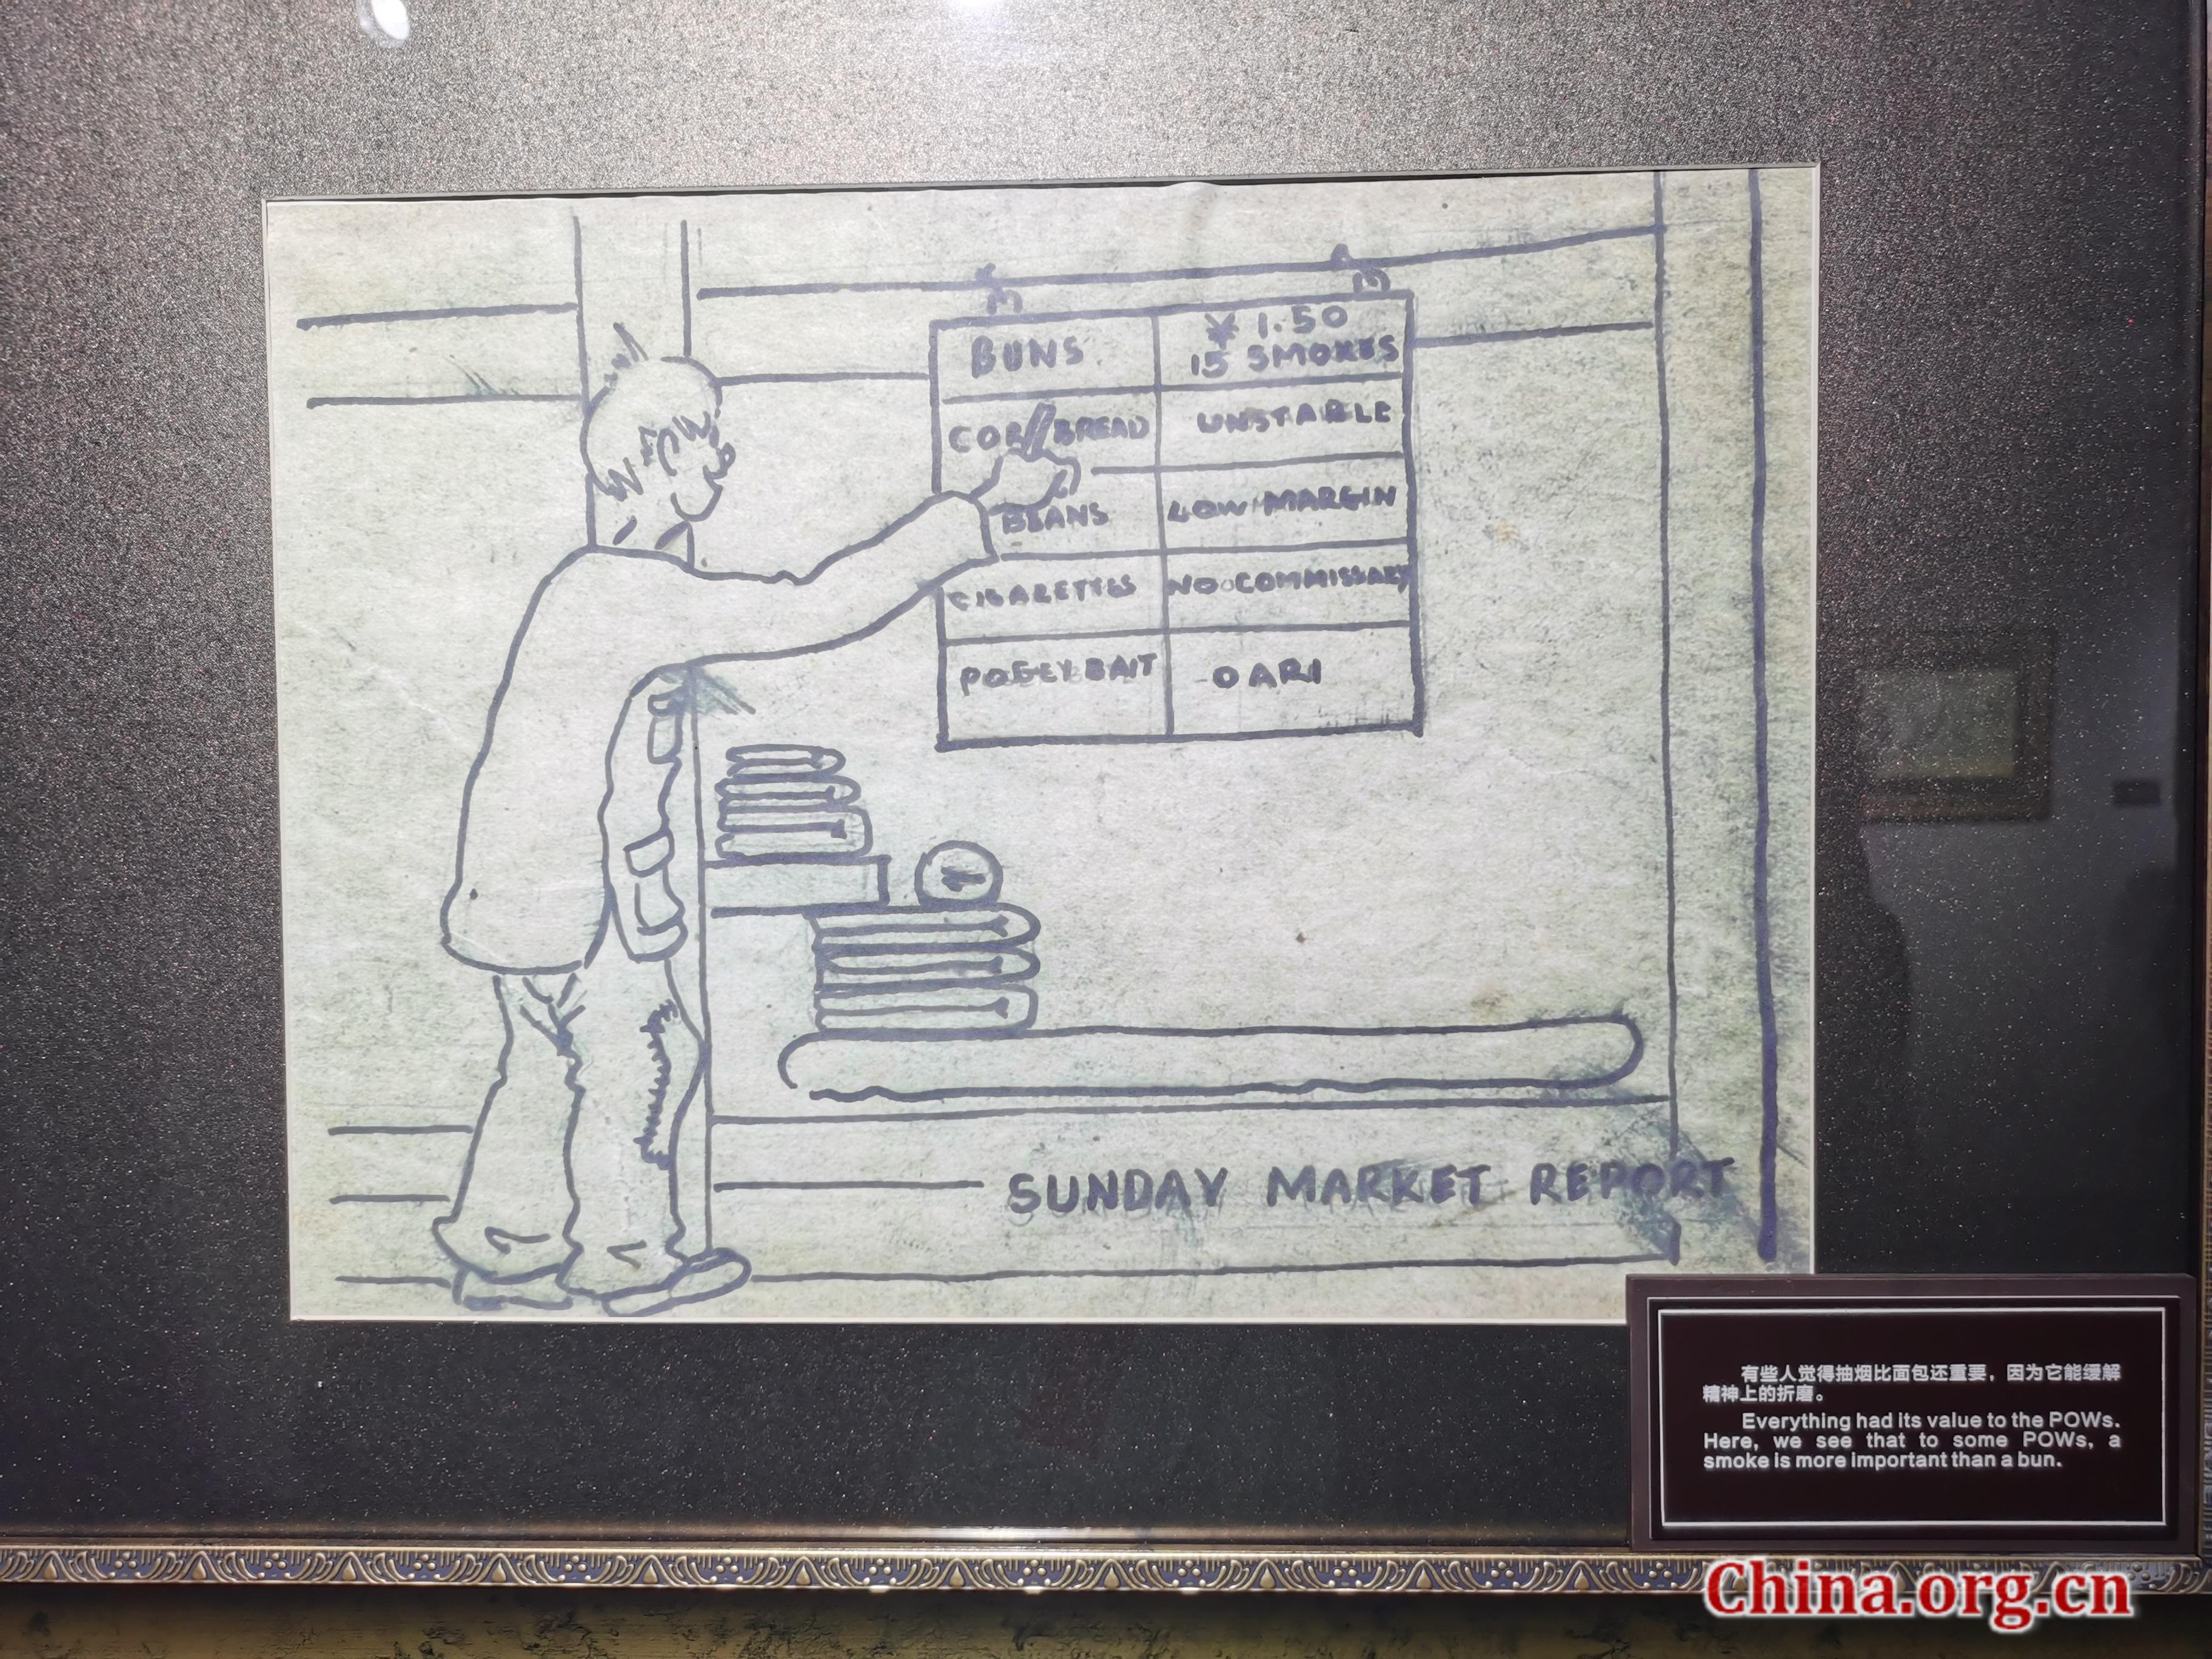 BUNS
¥ 1.50
15 SMOKES
BREAD
UNSTABLE
BEANS
LOW MARGIN
CIGARETTES
NO COMMISSARY
POGEY BAIT
OARI
SUNDAY MARKET REPORT
有些人觉得抽烟比面包还重要，因为它能缓解
精神上的折磨。
Everything had its value to the POWs.
Here, we see that to some POWs, a
smoke is more important than a bun.
China.org.cn